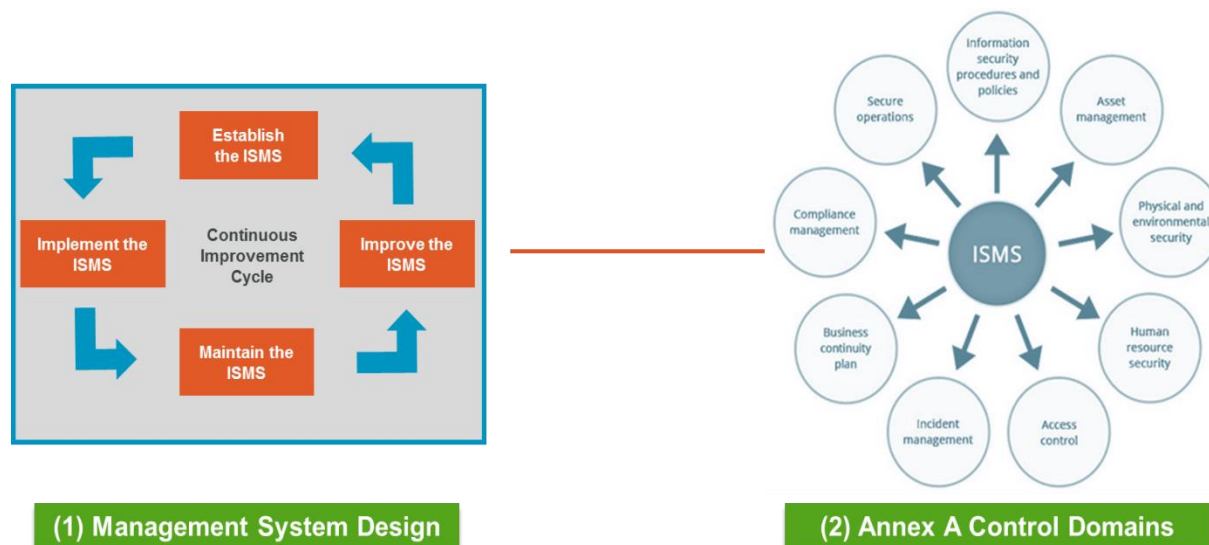 Establish
the ISMS
Implement the
ISMS
Continuous
Improvement
Cycle
Improve the
ISMS
Maintain the
ISMS
(1) Management System Design
Information
security
procedures and
policies
Secure
operations
Asset
management
Compliance
management
ISMS
Physical and
environmental
security
Business
continuity
plan
Human
resource
security
Incident
management
Access
control
(2) Annex A Control Domains